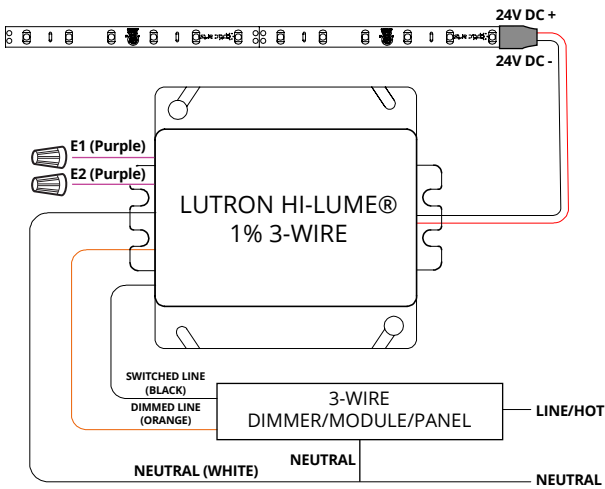 24V DC +
24V DC -
E1 (Purple)
E2 (Purple)
LUTRON HI-LUME®
1% 3-WIRE
SWITCHED LINE
(BLACK)
DIMMED LINE
(ORANGE)
3-WIRE
DIMMER/MODULE/PANEL
LINE/HOT
NEUTRAL
NEUTRAL (WHITE)
NEUTRAL